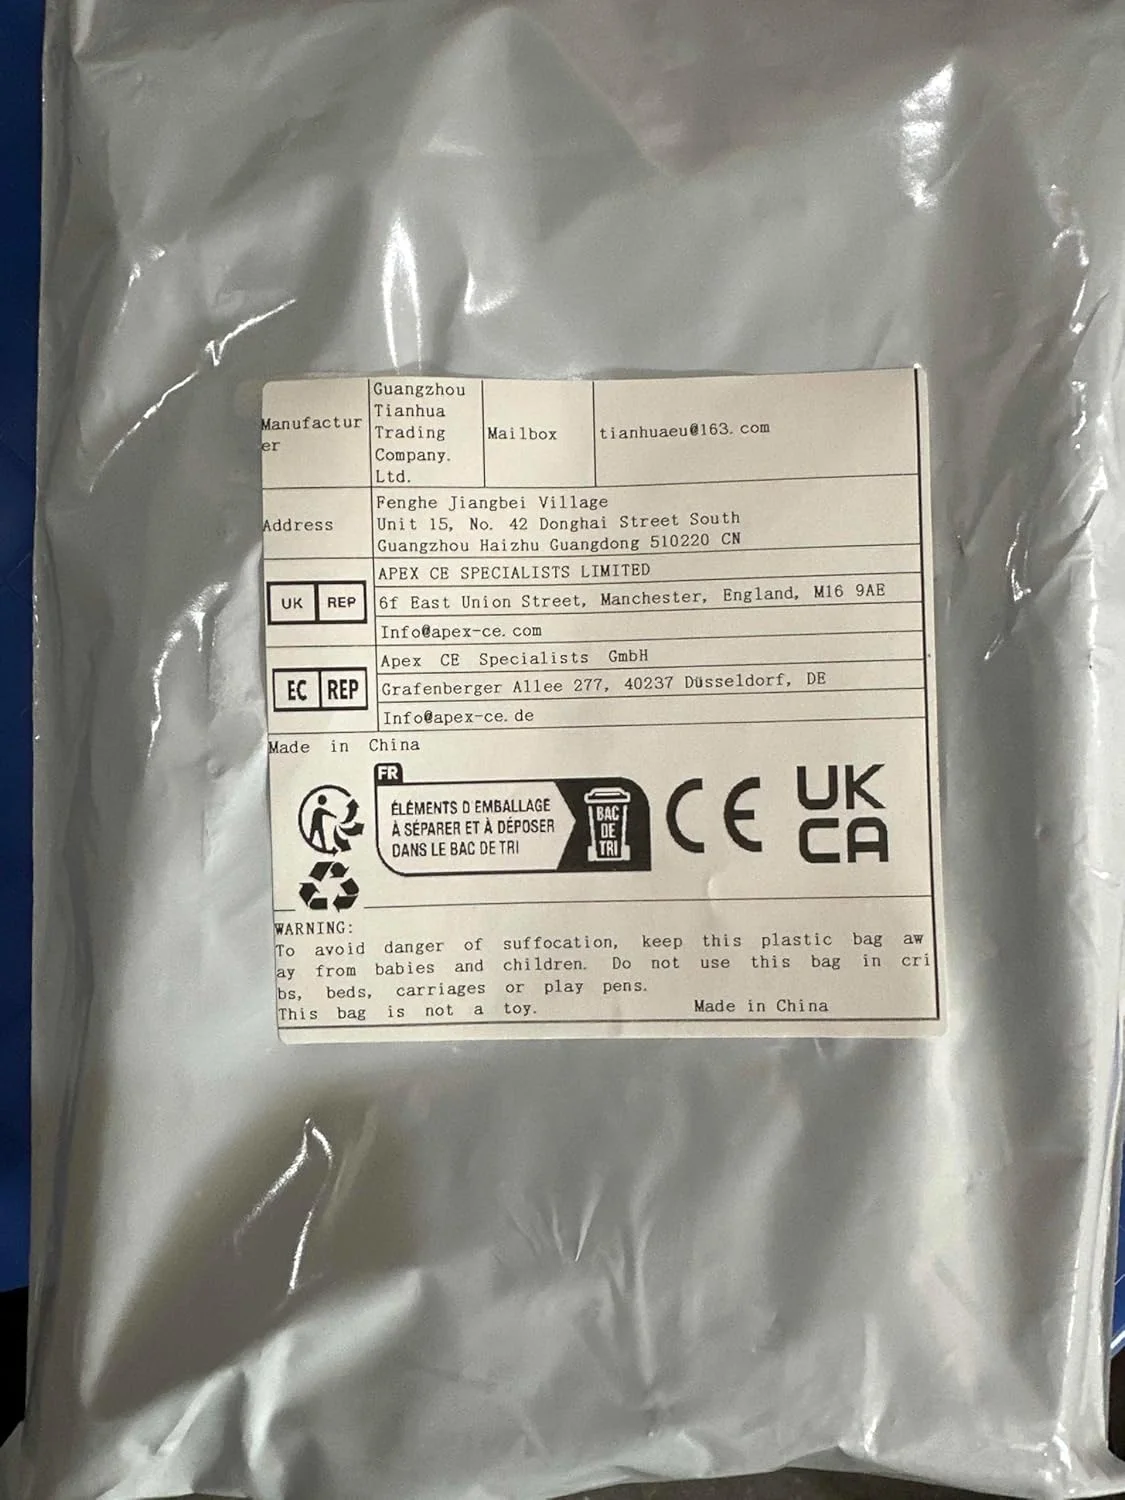 Manufactur
er
Guangzhou
Tianhua
Trading
Company.
Ltd.
Mailbox
tianhuaeu@163. com
Address
Fenghe Jiangbei Village
Unit 15, No. 42 Donghai Street South
Guangzhou Haizhu Guangdong 510220 CN
UK REP
APEX CE SPECIALISTS LIMITED
6f East Union Street, Manchester, England, M16 9AE
Info@apex-ce. com
EC REP
Apex CE Specialists GmbH
Grafenberger Allee 277, 40237 Düsseldorf, DE
Info@apex-ce. de
Made in China
FR
ÉLÉMENTS D'EMBALLAGE
À SÉPARER ET À DÉPOSER
DANS LE BAC DE TRI
BAC
DE
TRI
CE
UK
CA
WARNING:
To avoid danger of suffocation, keep this plastic bag aw
ay from babies and children. Do not use this bag in cri
bs, beds, carriages or play pens.
This bag is not a toy. Made in China